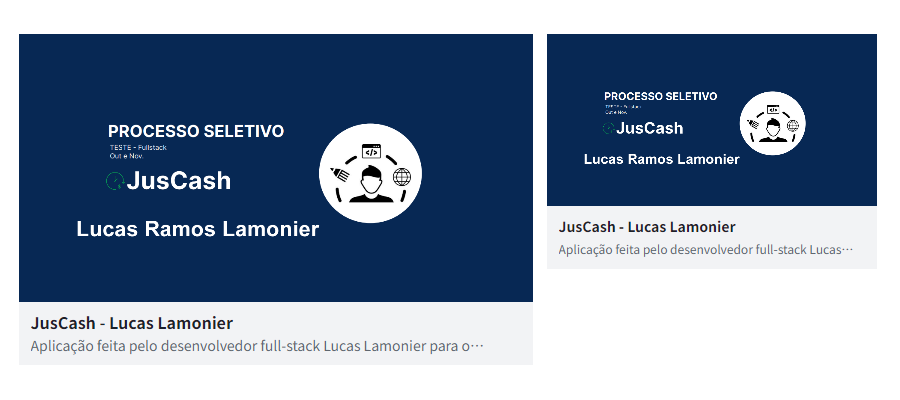 PROCESSO SELETIVO
TESTE - Fullstack
Out e Nov.
JusCash
Lucas Ramos Lamonier
JusCash - Lucas Lamonier
Aplicação feita pelo desenvolvedor full-stack Lucas Lamonier para o···
PROCESSO SELETIVO
TESTE - Fullstack
Out e Nov.
JusCash
Lucas Ramos Lamonier
JusCash - Lucas Lamonier
Aplicação feita pelo desenvolvedor full-stack Lucas···